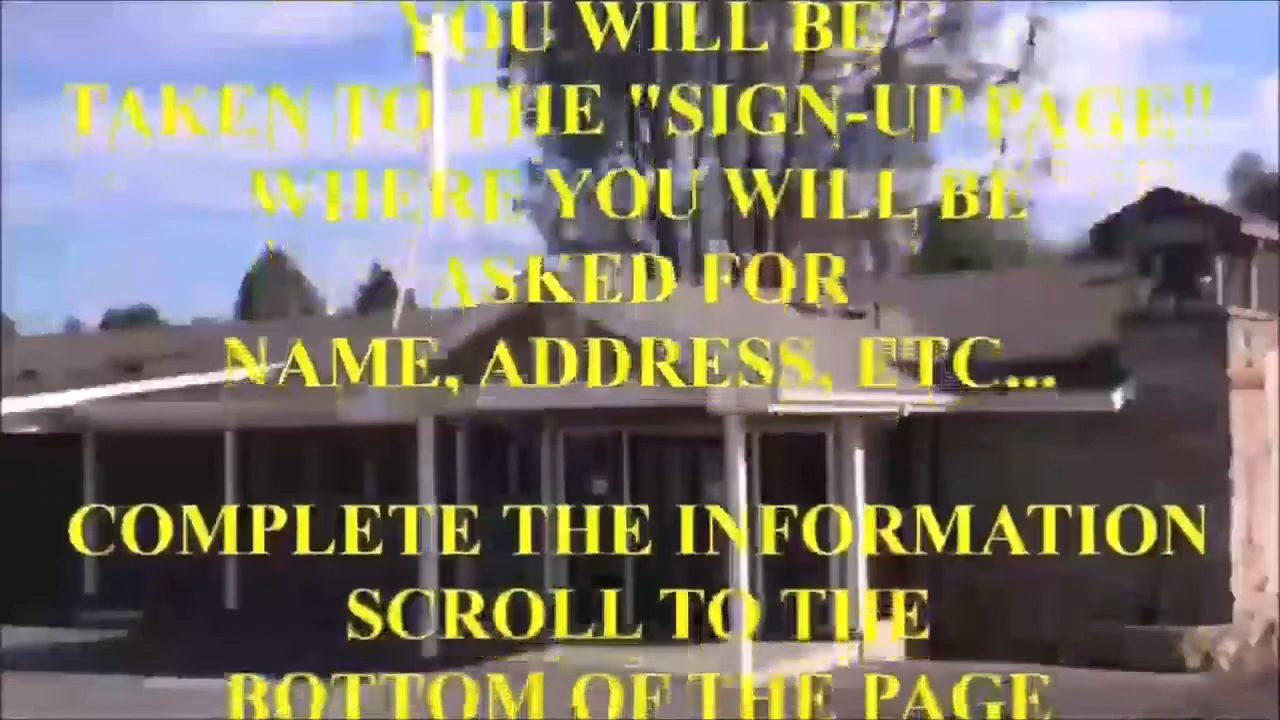 YOU WILL BE
TAKEN TO THE "SIGN-UP PAGE"
WHERE YOU WILL BE
ASKED FOR
NAME, ADDRESS, ETC...
COMPLETE THE INFORMATION
SCROLL TO THE
BOTTOM OF THE PAGE